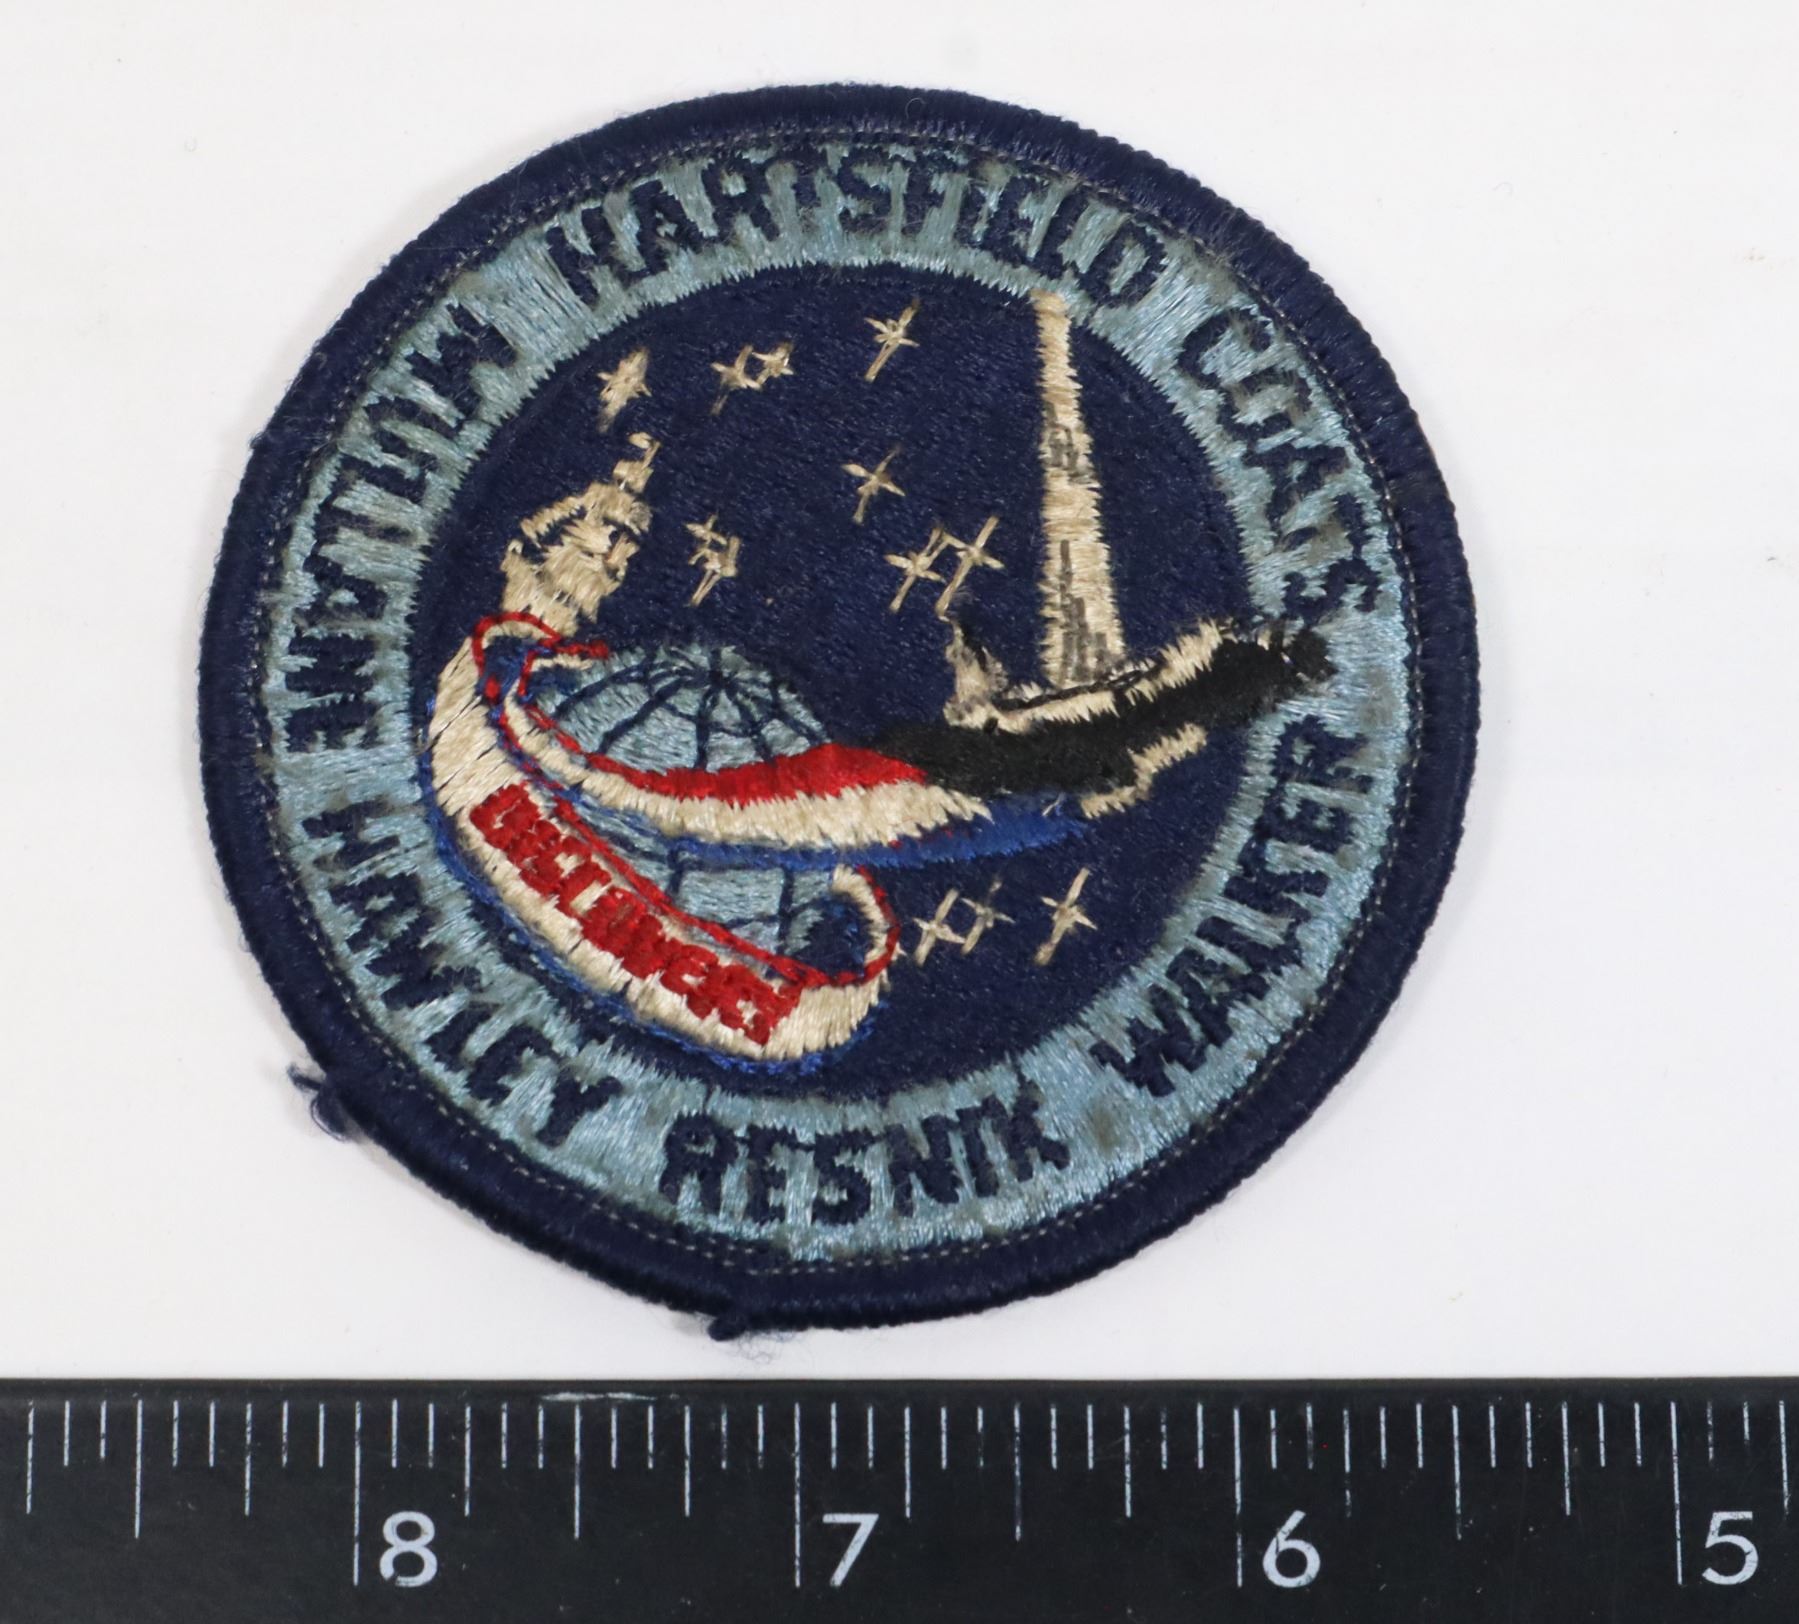 HARTSFIELD COATS WALKER RESNIK HAWLEY MULLANE
Discovery
8 7 6 5